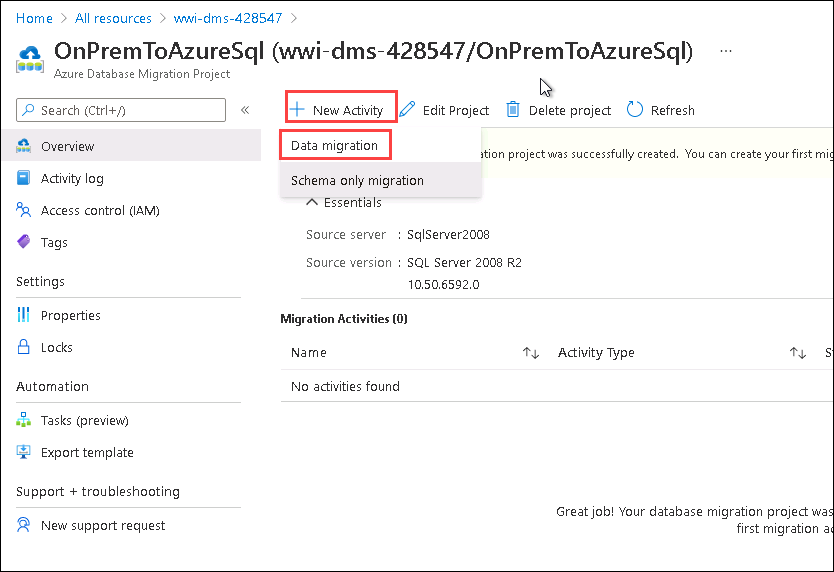 Home > All resources > wwi-dms-428547 >
OnPremToAzureSql (wwi-dms-428547/OnPremToAzureSql) ...
Azure Database Migration Project
Search (Ctrl+/) «
New Activity Edit Project Delete project Refresh
Overview
Activity log
Access control (IAM)
Tags
Settings
Properties
Locks
Automation
Tasks (preview)
Export template
Support + troubleshooting
New support request
Data migration
Schema only migration
project was successfully created. You can create your first
Essentials
Source server : SqlServer2008
Source version : SQL Server 2008 R2
10.50.6592.0
Migration Activities (0)
Name ↑↓ Activity Type ↑↓
No activities found
Great job! Your database migration project was
first migration